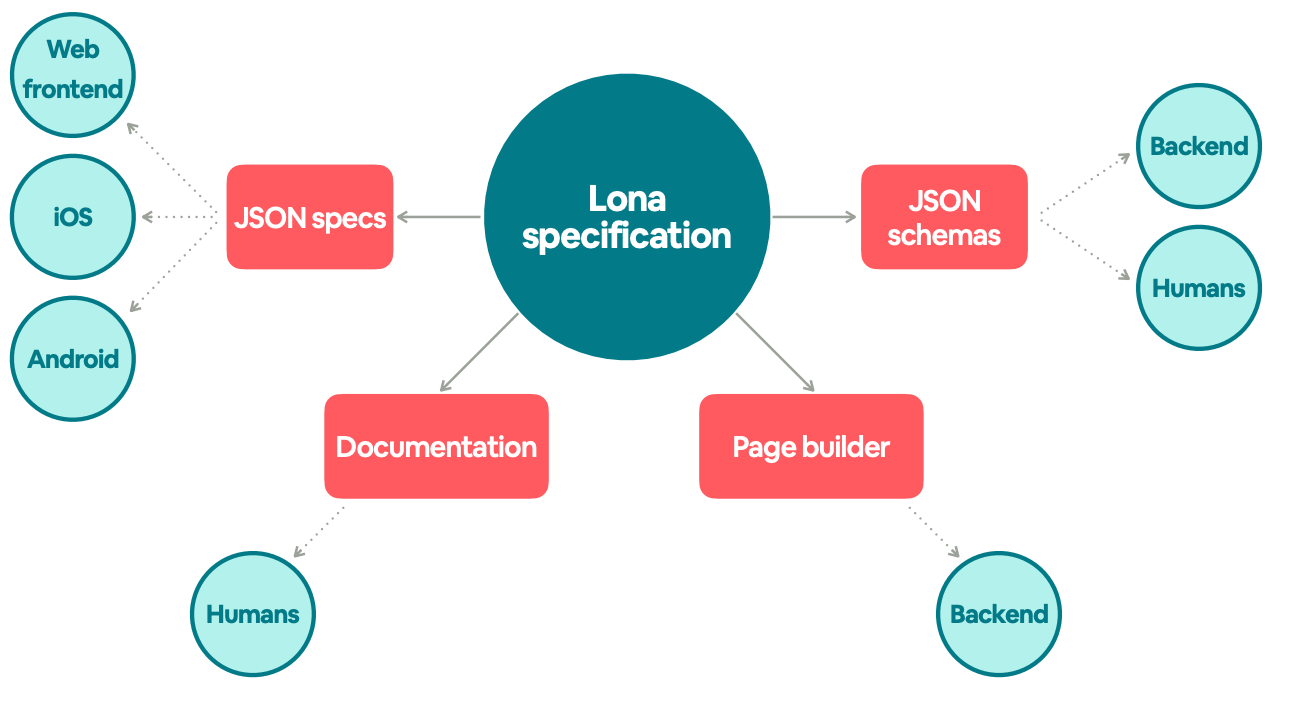 Web
frontend
iOS
Android
JSON specs
Lona
specification
JSON
schemas
Backend
Humans
Documentation
Page builder
Humans
Backend